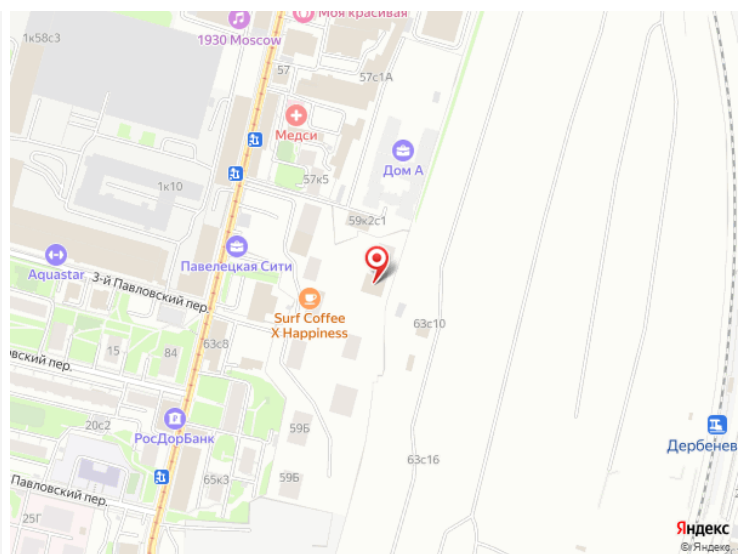 Моя красивая
1к58с3
1930 Moscow
57
57с1А
Медси
Дом А
57к5
1к10
59к2с1
Павелецкая Сити
Aquastar
3-й Павловский пер.
Surf Coffee
X Happiness
63с10
63с8
15
84
овский пер.
20с2
РосДорБанк
59Б
Дербенев
63с16
59Б
65к3
Павловский пер.
25Г
Яндекс
© Яндекс